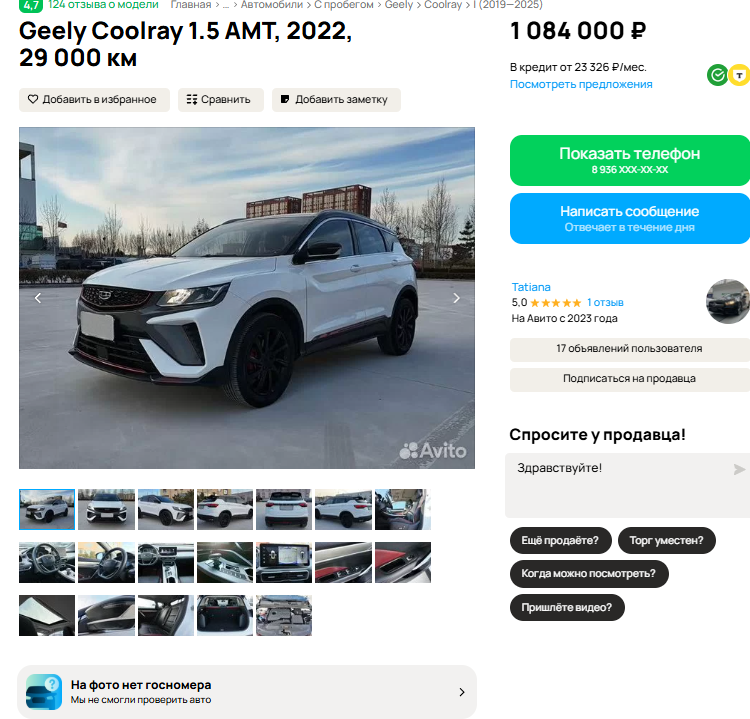 4,7 124 отзыва о модели Главная › ... › Автомобили › С пробегом › Geely › Coolray › I (2019—2025)
Geely Coolray 1.5 AMT, 2022,
29 000 км
1 084 000 ₽
В кредит от 23 326 ₽/мес.
Посмотреть предложения
Т
Добавить в избранное
Сравнить
Добавить заметку
Показать телефон
8 936 XXX-XX-XX
Написать сообщение
Отвечает в течение дня
Tatiana
5,0 ★★★★★ 1 отзыв
На Авито с 2023 года
17 объявлений пользователя
Подписаться на продавца
Avito
Спросите у продавца!
Здравствуйте!
Ещё продаёте?
Торг уместен?
Когда можно посмотреть?
Пришлёте видео?
?
На фото нет госномера
Мы не смогли проверить авто